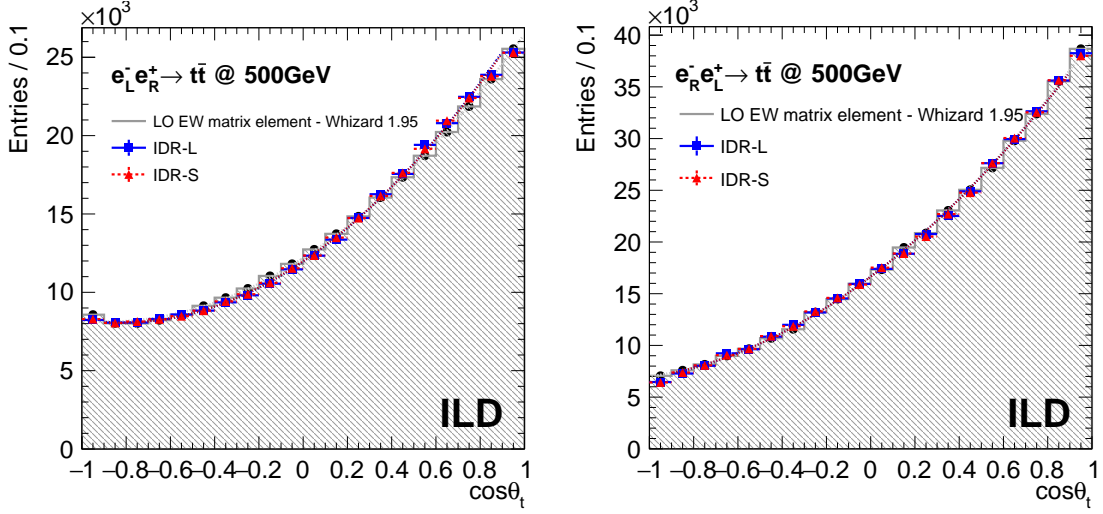 ×10³
Entries / 0.1
25
20
15
10
5
0
e⁻_L e⁺_R → tt̄ @ 500GeV
LO EW matrix element - Whizard 1.95
IDR-L
IDR-S
ILD
−1 −0.8 −0.6 −0.4 −0.2 0 0.2 0.4 0.6 0.8 1
cosθ_t
×10³
Entries / 0.1
40
35
30
25
20
15
10
5
0
e⁻_R e⁺_L → tt̄ @ 500GeV
LO EW matrix element - Whizard 1.95
IDR-L
IDR-S
ILD
−1 −0.8 −0.6 −0.4 −0.2 0 0.2 0.4 0.6 0.8 1
cosθ_t